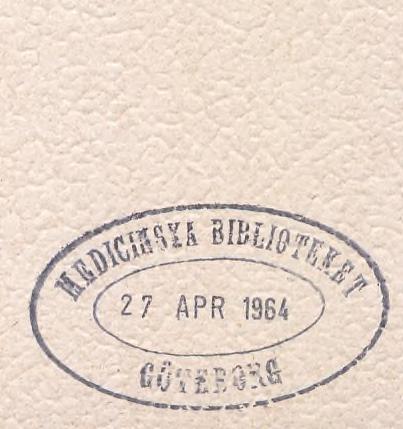 MEDICINSKA BIBLIOTEKET
27 APR 1964
GÖTEBORG